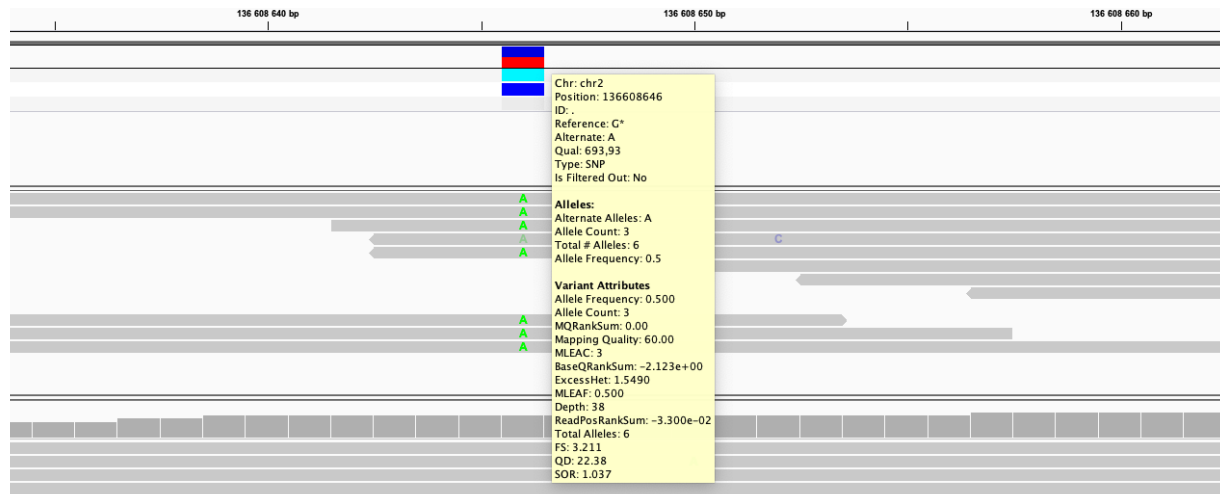 136 608 640 bp
136 608 650 bp
136 608 660 bp
Chr: chr2
Position: 136608646
ID: .
Reference: G*
Alternate: A
Qual: 693,93
Type: SNP
Is Filtered Out: No
Alleles:
Alternate Alleles: A
Allele Count: 3
Total # Alleles: 6
Allele Frequency: 0.5
Variant Attributes
Allele Frequency: 0.500
Allele Count: 3
MQRankSum: 0.00
Mapping Quality: 60.00
MLEAC: 3
BaseQRankSum: -2.123e+00
ExcessHet: 1.5490
MLEAF: 0.500
Depth: 38
ReadPosRankSum: -3.300e-02
Total Alleles: 6
FS: 3.211
QD: 22.38
SOR: 1.037
A
A
A
A
C
A
A
A
A